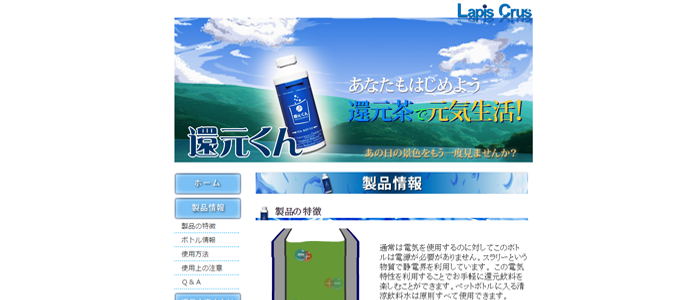 Lapis Crus
あなたもはじめよう
還元茶で元気生活!
還元くん
あの日の景色をもう一度見ませんか?
ホーム
製品情報
製品情報
製品の特徴
製品の特徴
ボトル情報
使用方法
使用上の注意
Q & A
通常は電気を使用するのに対してこのボト
ルは電源が必要がありません。スラリーという
物質で静電界を利用しています。この電気
特性を利用することでお手軽に還元飲料を
楽しむことができます。ペットボトルに入る清
涼飲料水は原則すべて使用できます。